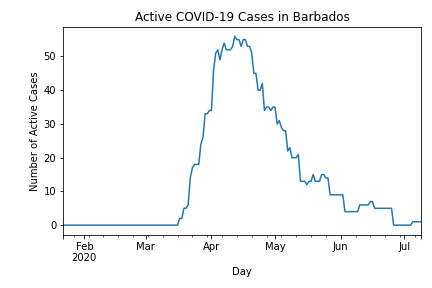 Active COVID-19 Cases in Barbados
Number of Active Cases
50
40
30
20
10
0
Feb
2020
Mar
Apr
May
Jun
Jul
Day